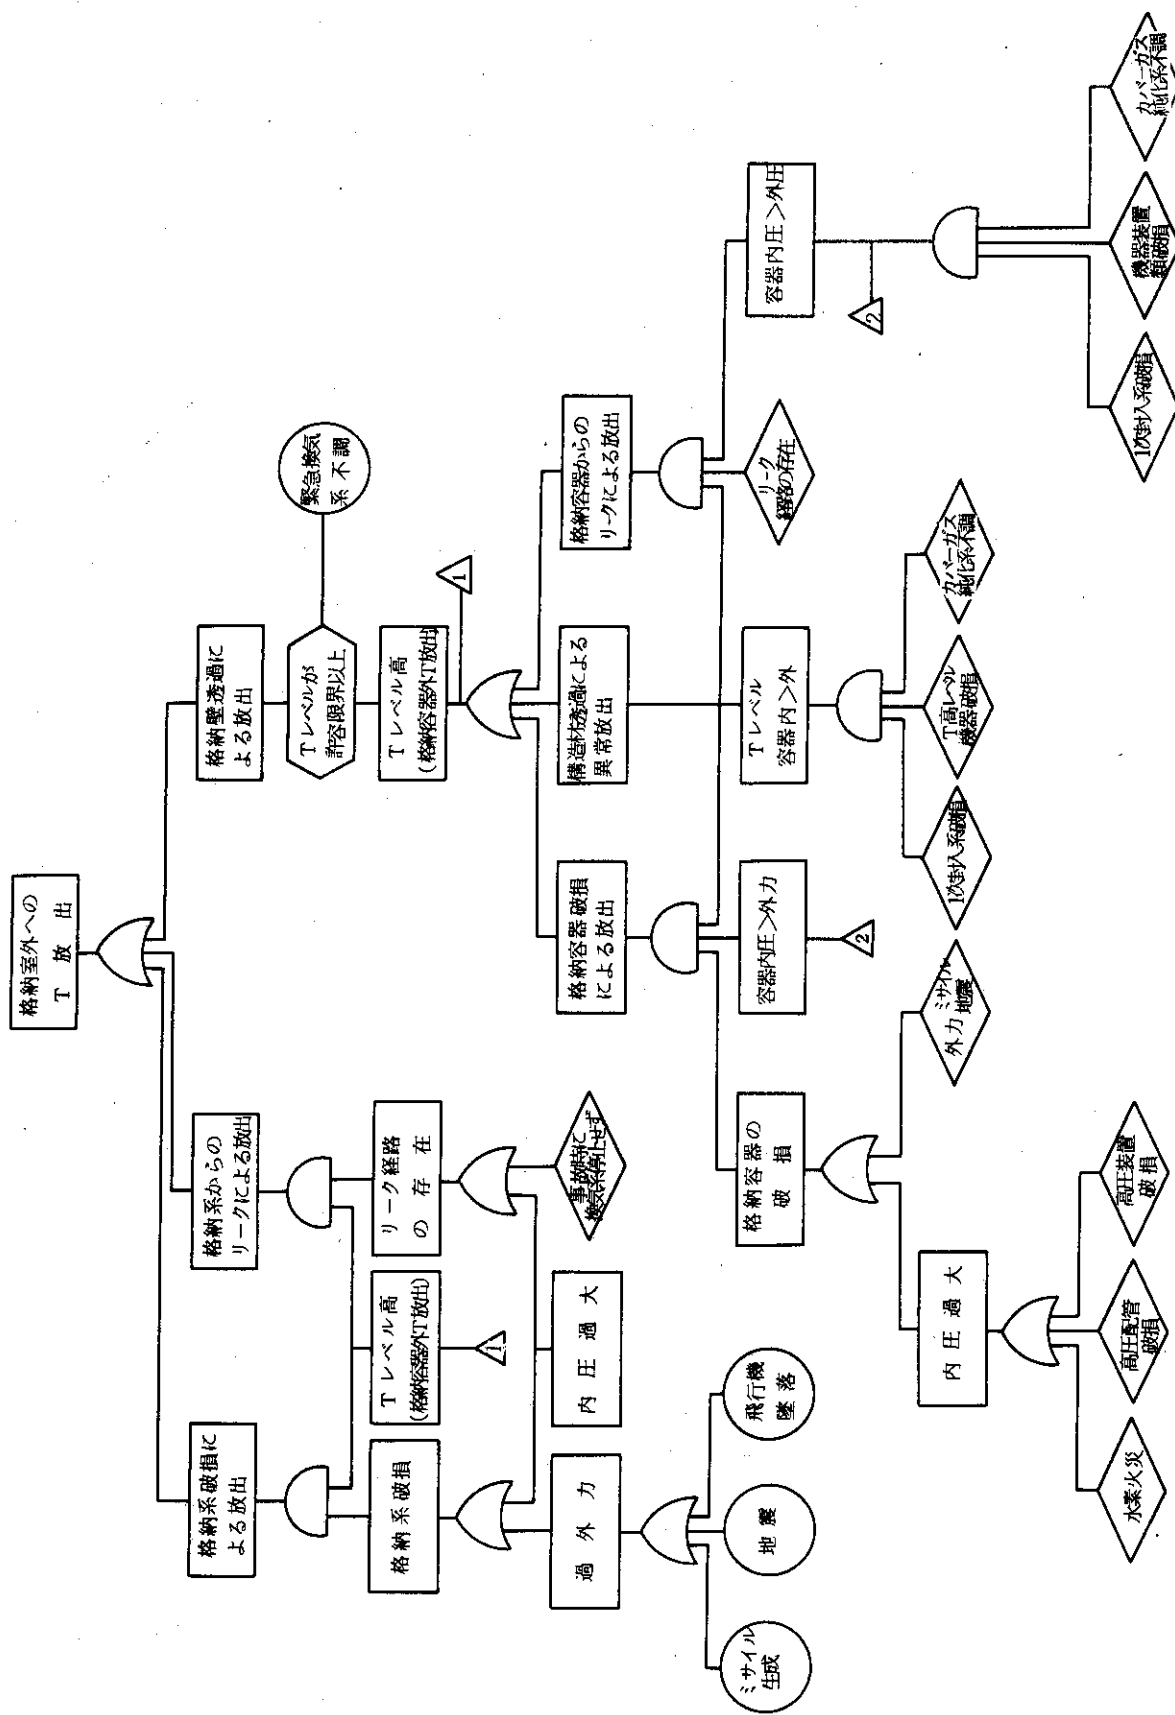 格納室外への
T 放 出
格納系破損に
よる放出
格納系からの
リークによる放出
格納壁透過に
よる放出
Tレベルが
許容限界以上
緊急換気
系不調
格納系破損
Tレベル高
(格納容器外T放出)
1
リーク経路
の 存 在
Tレベル高
(格納容器外T放出)
1
過 外 力
内 圧 過 大
事故時に
換気系停止せず
格納容器破損
による放出
構造材透過による
異常放出
格納容器からの
リークによる放出
ミサイル
生成
地 震
飛行機
墜 落
格納容器の
破 損
容器内圧>外力
2
Tレベル
容器内>外
リーク
経路の存在
容器内圧>外圧
2
内 圧 過 大
外力
ミサイル
地震
1次封入系破損
T高レベル
機器破損
カバーガス
純化系不調
水素火災
高圧配管
破損
高圧装置
破 損
1次封入系破損
機器装置
類破損
カバーガス
純化系不調